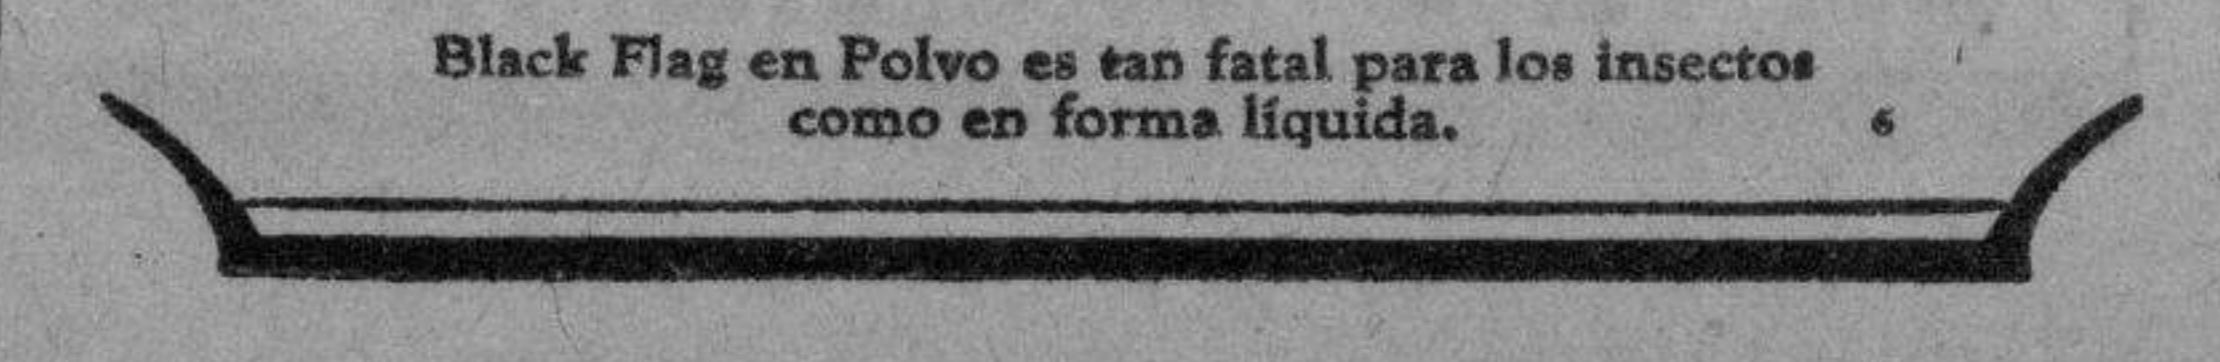 Black Flag en Polvo es tan fatal para los insectos
como en forma líquida.
6